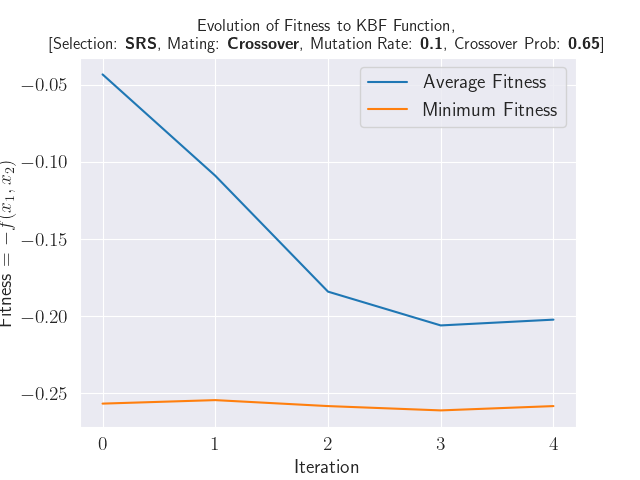 Evolution of Fitness to KBF Function,
[Selection: SRS, Mating: Crossover, Mutation Rate: 0.1, Crossover Prob: 0.65]
Average Fitness
Minimum Fitness
Fitness = −f(x₁, x₂)
−0.05
−0.10
−0.15
−0.20
−0.25
0 1 2 3 4
Iteration